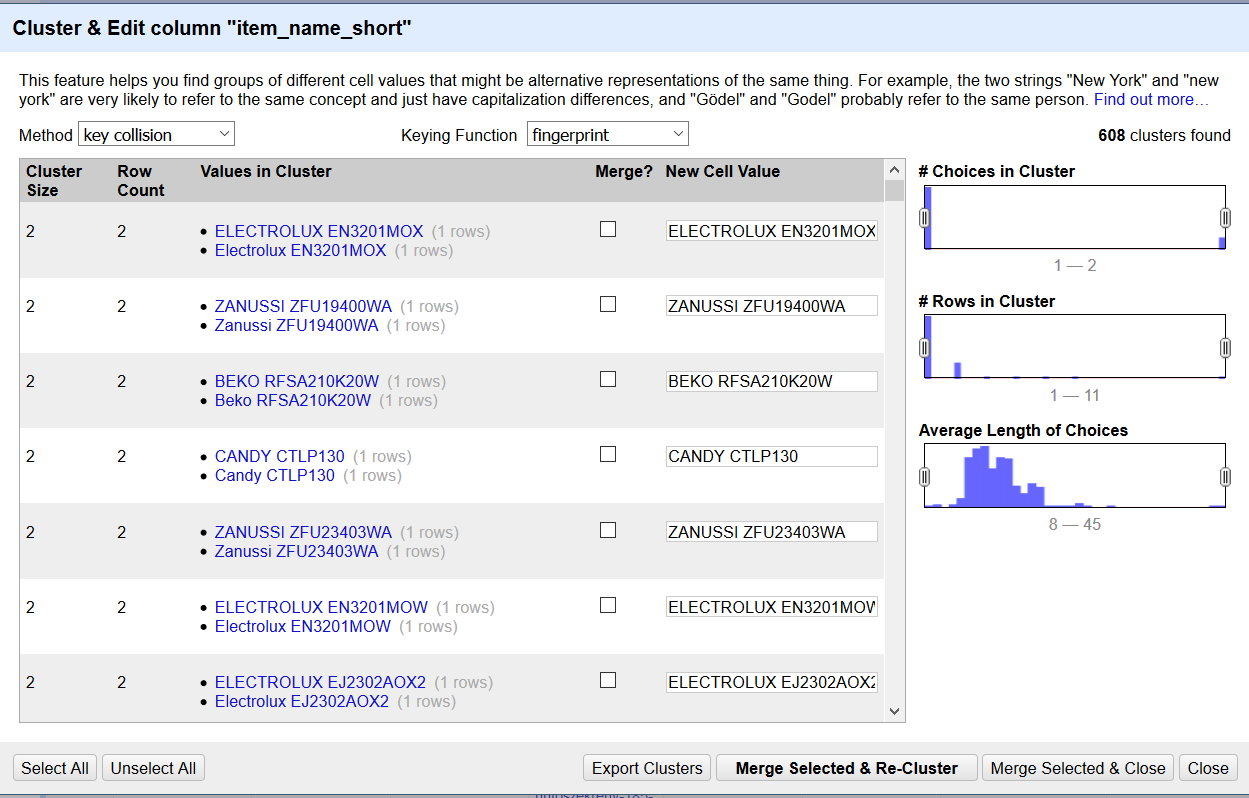 Cluster & Edit column "item_name_short"
This feature helps you find groups of different cell values that might be alternative representations of the same thing. For example, the two strings "New York" and "new
york" are very likely to refer to the same concept and just have capitalization differences, and "Gödel" and "Godel" probably refer to the same person. Find out more…
Method key collision Keying Function fingerprint 608 clusters found
Cluster Size Row Count Values in Cluster Merge? New Cell Value
2 2 • ELECTROLUX EN3201MOX (1 rows) ELECTROLUX EN3201MOX
• Electrolux EN3201MOX (1 rows)
2 2 • ZANUSSI ZFU19400WA (1 rows) ZANUSSI ZFU19400WA
• Zanussi ZFU19400WA (1 rows)
2 2 • BEKO RFSA210K20W (1 rows) BEKO RFSA210K20W
• Beko RFSA210K20W (1 rows)
2 2 • CANDY CTLP130 (1 rows) CANDY CTLP130
• Candy CTLP130 (1 rows)
2 2 • ZANUSSI ZFU23403WA (1 rows) ZANUSSI ZFU23403WA
• Zanussi ZFU23403WA (1 rows)
2 2 • ELECTROLUX EN3201MOW (1 rows) ELECTROLUX EN3201MOW
• Electrolux EN3201MOW (1 rows)
2 2 • ELECTROLUX EJ2302AOX2 (1 rows) ELECTROLUX EJ2302AOX2
• Electrolux EJ2302AOX2 (1 rows)
# Choices in Cluster
1 — 2
# Rows in Cluster
1 — 11
Average Length of Choices
8 — 45
Select All Unselect All Export Clusters Merge Selected & Re-Cluster Merge Selected & Close Close